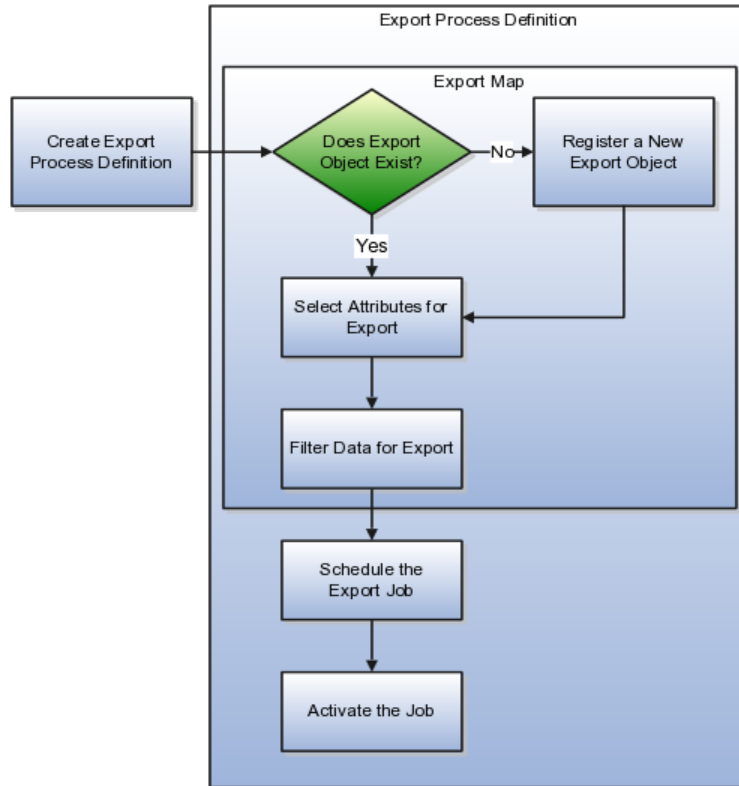 Export Process Definition
Export Map
Create Export
Process Definition
Does Export
Object Exist?
No
Register a New
Export Object
Yes
Select Attributes for
Export
Filter Data for Export
Schedule the
Export Job
Activate the Job